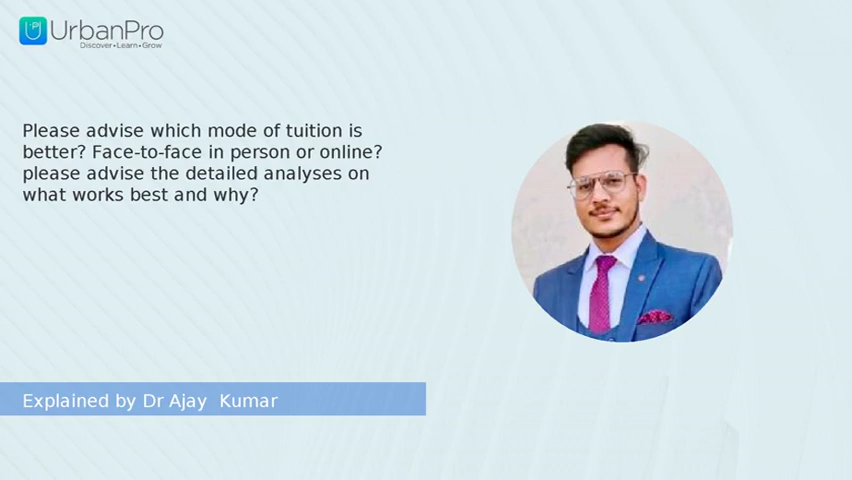 UrbanPro
Discover•Learn•Grow
Please advise which mode of tuition is
better? Face-to-face in person or online?
please advise the detailed analyses on
what works best and why?
Explained by Dr Ajay  Kumar